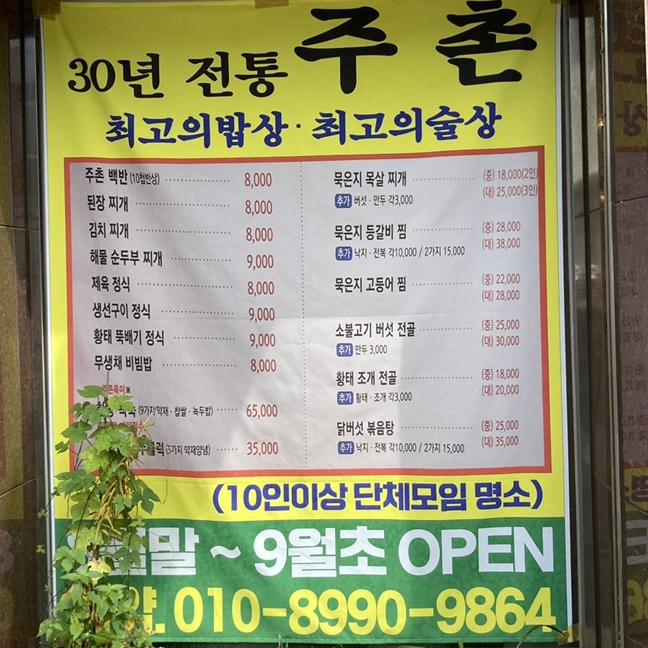 30년 전통 주 촌
최고의밥상 · 최고의술상
주촌 백반 (10첩반상) 8,000
된장 찌개 8,000
김치 찌개 8,000
해물 순두부 찌개 9,000
제육 정식 8,000
생선구이 정식 9,000
황태 뚝배기 정식 9,000
무생채 비빔밥 8,000
(9가지약재 · 찹쌀 · 녹두밥) 65,000
(5가지 약재양념) 35,000
묵은지 목살 찌개 (중) 18,000(2인)
(대) 25,000(3인)
추가 버섯 · 만두 각3,000
묵은지 등갈비 찜 (중) 28,000
(대) 38,000
추가 낙지 · 전복 각10,000 / 2가지 15,000
묵은지 고등어 찜 (중) 22,000
(대) 28,000
소불고기 버섯 전골 (중) 25,000
(대) 30,000
추가 만두 3,000
황태 조개 전골 (중) 18,000
(대) 20,000
추가 황태 · 조개 각3,000
닭버섯 볶음탕 (중) 25,000
(대) 35,000
추가 낙지 · 전복 각10,000 / 2가지 15,000
(10인이상 단체모임 명소)
말 ~ 9월초 OPEN
약. 010-8990-9864